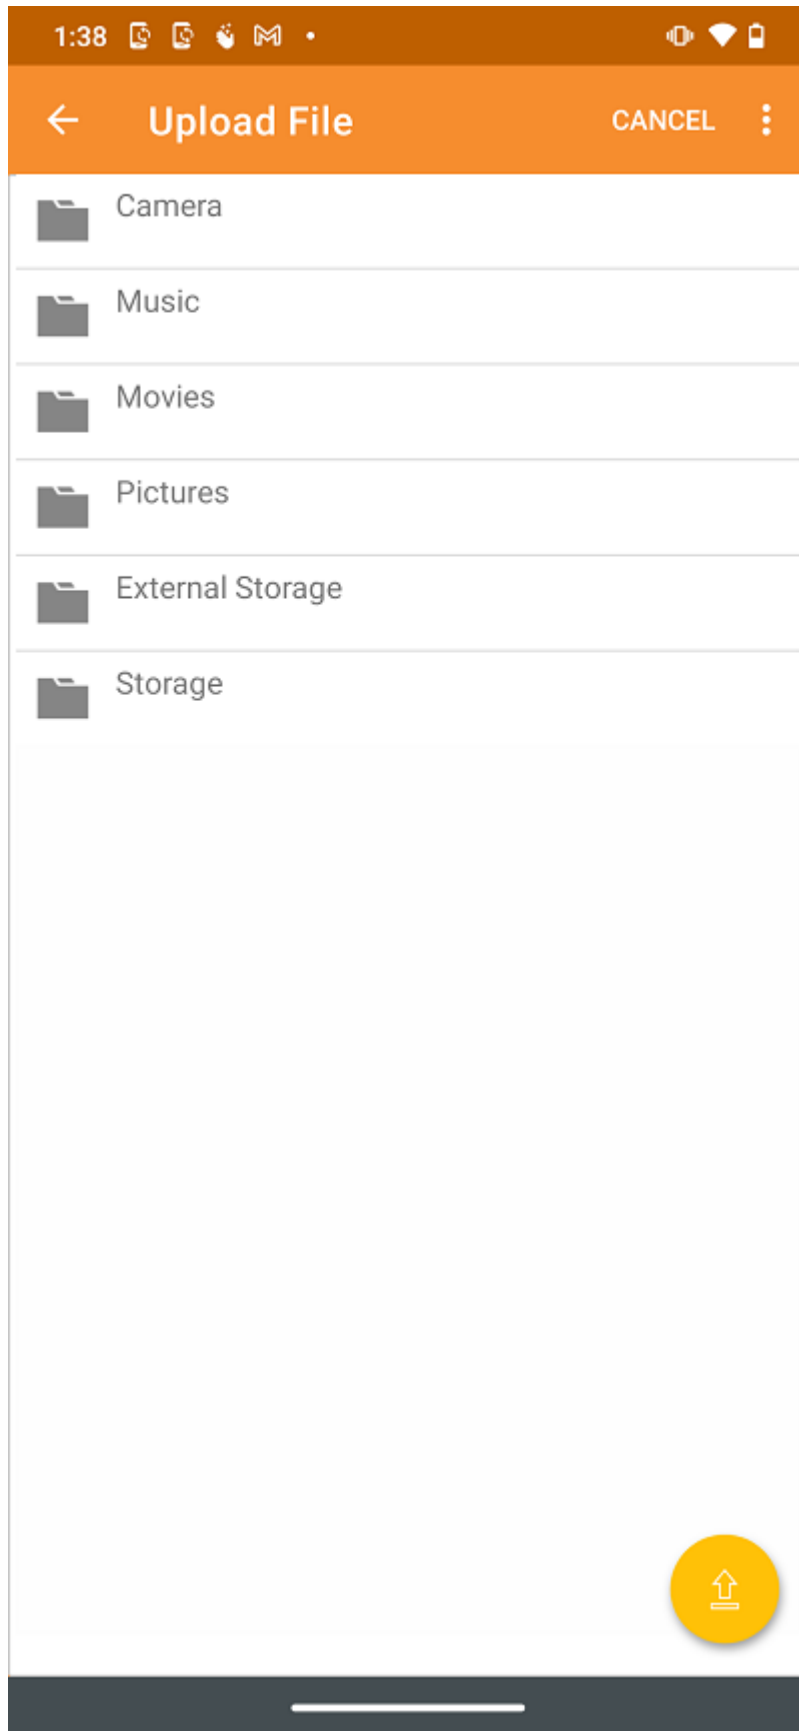 1:38
Upload File CANCEL
Camera
Music
Movies
Pictures
External Storage
Storage